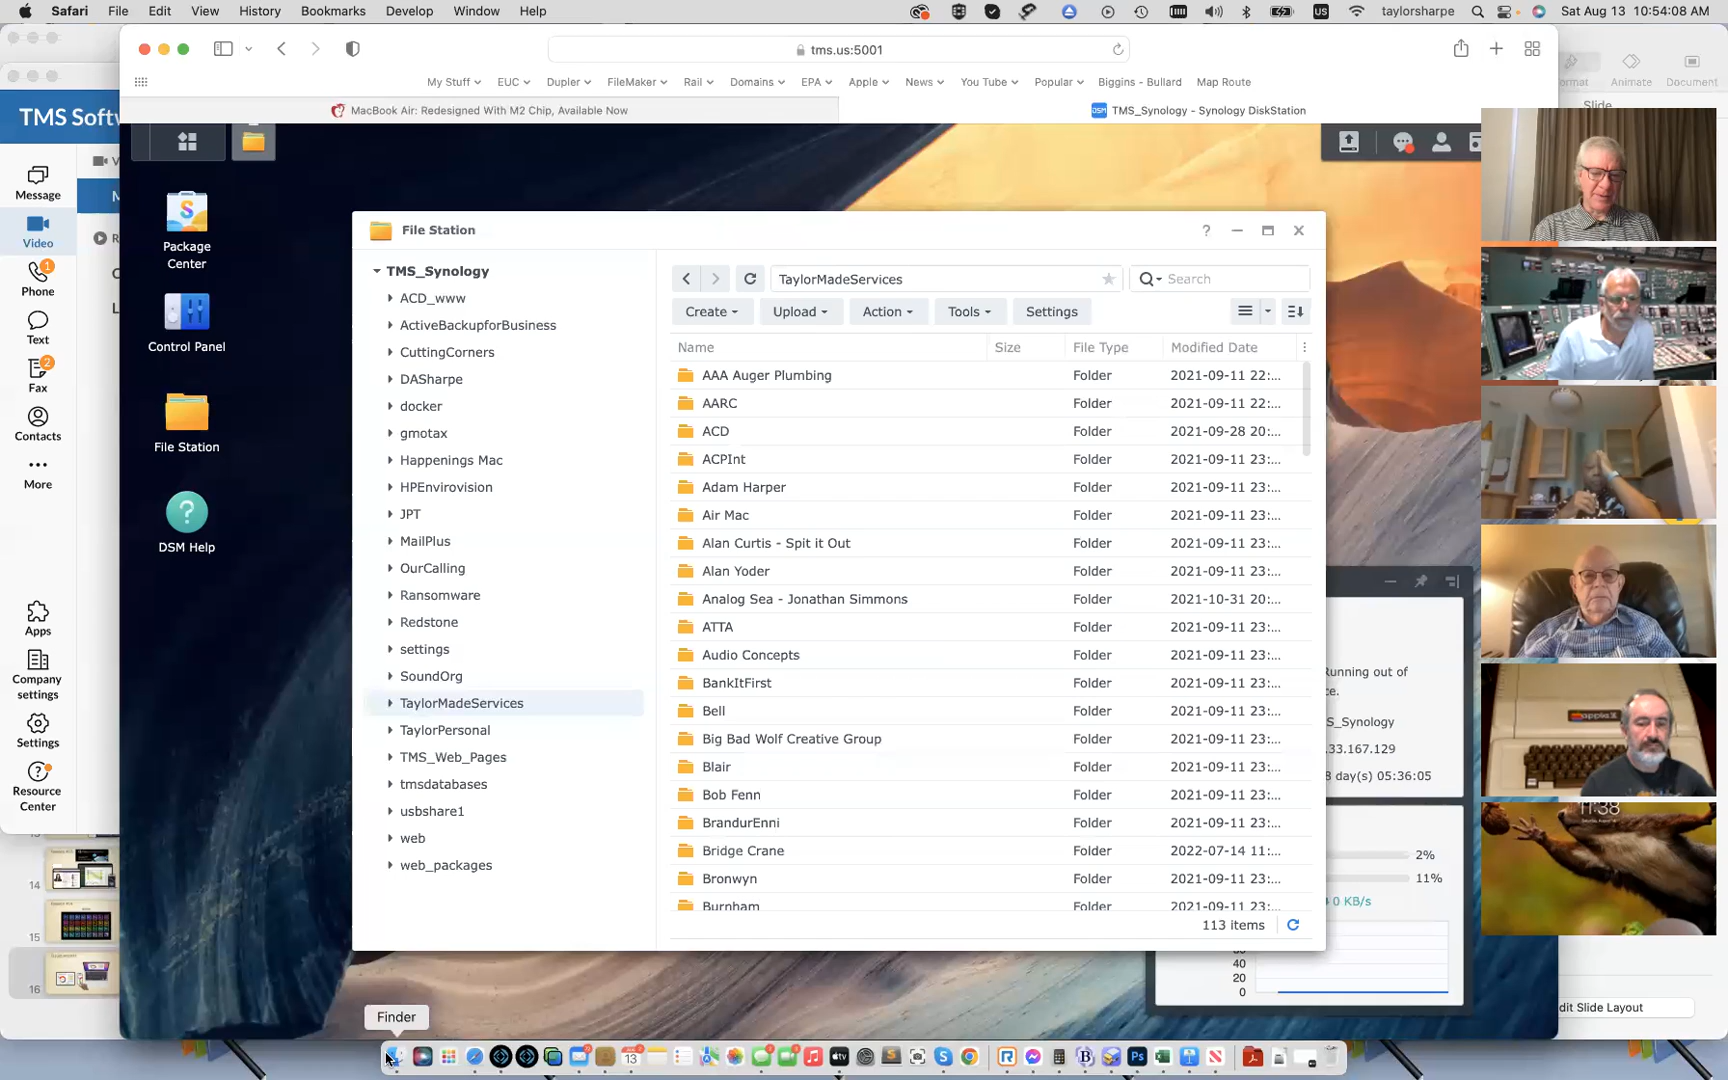 Safari File Edit View History Bookmarks Develop Window Help
US taylorsharpe Sat Aug 13 10:54:08 AM
tms.us:5001
My Stuff EUC Dupler FileMaker Rail Domains EPA Apple News You Tube Popular Biggins - Bullard Map Route
MacBook Air: Redesigned With M2 Chip, Available Now
DSM TMS_Synology - Synology DiskStation
Format Animate Document
Slide
TMS Softw
Message
Video
Phone
1
Text
Fax
2
Contacts
More
Apps
Company settings
Settings
Resource Center
14
15
16
Package Center
Control Panel
File Station
DSM Help
File Station
TMS_Synology
ACD_www
ActiveBackupforBusiness
CuttingCorners
DASharpe
docker
gmotax
Happenings Mac
HPEnvirovision
JPT
MailPlus
OurCalling
Ransomware
Redstone
settings
SoundOrg
TaylorMadeServices
TaylorPersonal
TMS_Web_Pages
tmsdatabases
usbshare1
web
web_packages
TaylorMadeServices Search
Create Upload Action Tools Settings
Name Size File Type Modified Date
AAA Auger Plumbing Folder 2021-09-11 22:...
AARC Folder 2021-09-11 22:...
ACD Folder 2021-09-28 20:...
ACPInt Folder 2021-09-11 23:...
Adam Harper Folder 2021-09-11 23:...
Air Mac Folder 2021-09-11 23:...
Alan Curtis - Spit it Out Folder 2021-09-11 23:...
Alan Yoder Folder 2021-09-11 23:...
Analog Sea - Jonathan Simmons Folder 2021-10-31 20:...
ATTA Folder 2021-09-11 23:...
Audio Concepts Folder 2021-09-11 23:...
BankItFirst Folder 2021-09-11 23:...
Bell Folder 2021-09-11 23:...
Big Bad Wolf Creative Group Folder 2021-09-11 23:...
Blair Folder 2021-09-11 23:...
Bob Fenn Folder 2021-09-11 23:...
BrandurEnni Folder 2021-09-11 23:...
Bridge Crane Folder 2022-07-14 11:...
Bronwyn Folder 2021-09-11 23:...
Burnham Folder 2021-09-11 23:...
113 items
Running out of
ce.
S_Synology
.33.167.129
8 day(s) 05:36:05
2%
11%
0 KB/s
40
20
0
dit Slide Layout
11:38
Finder